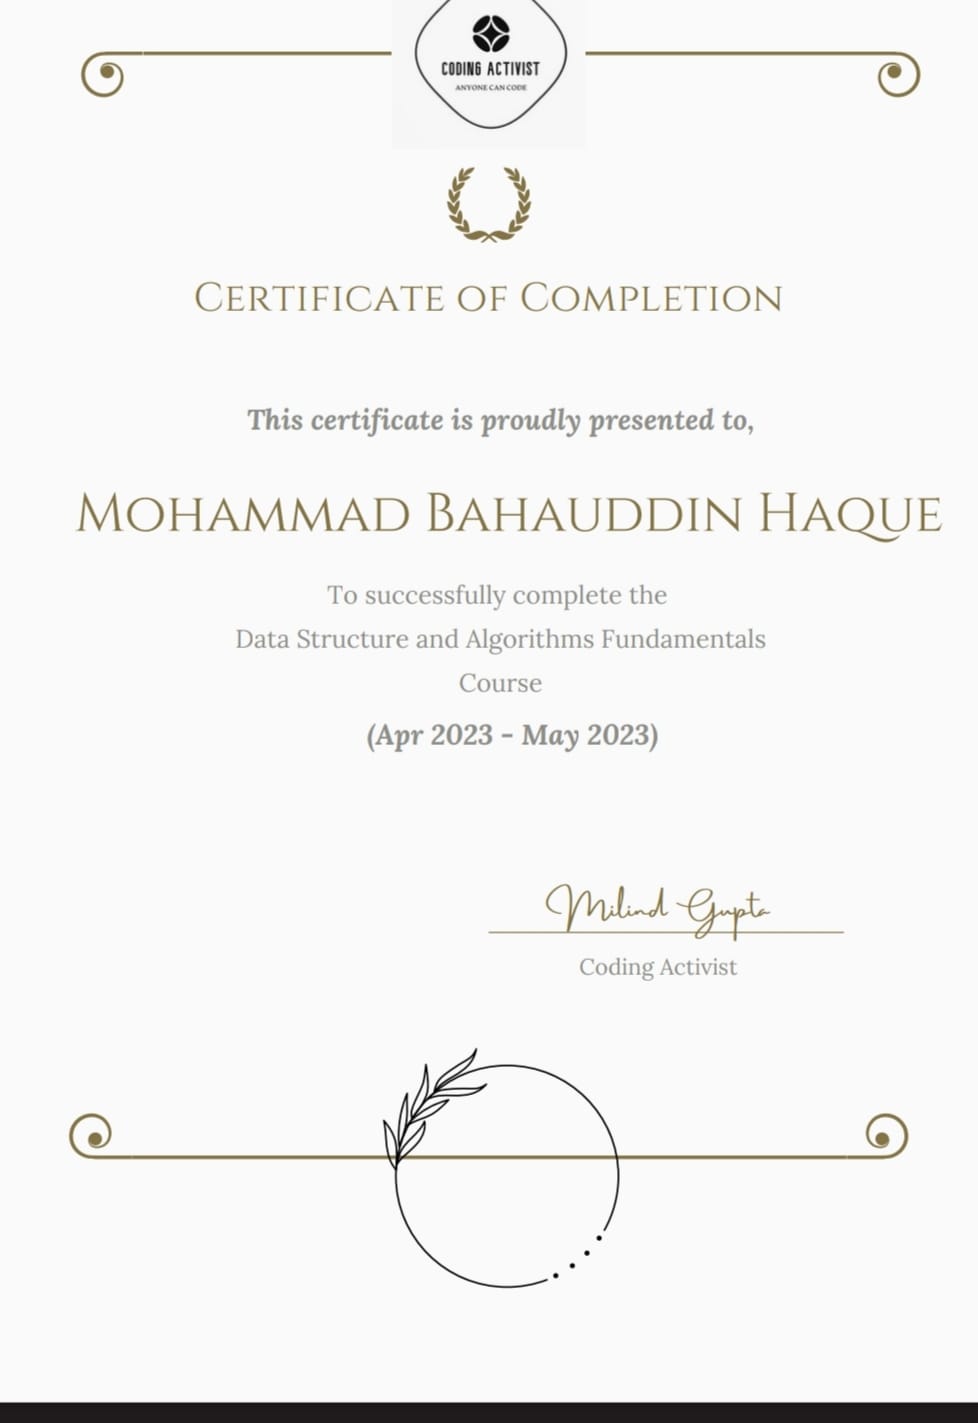 CODING ACTIVIST
ANYONE CAN CODE
Certificate of Completion
This certificate is proudly presented to,
Mohammad Bahauddin Haque
To successfully complete the
Data Structure and Algorithms Fundamentals
Course
(Apr 2023 - May 2023)
Milind Gupta
Coding Activist